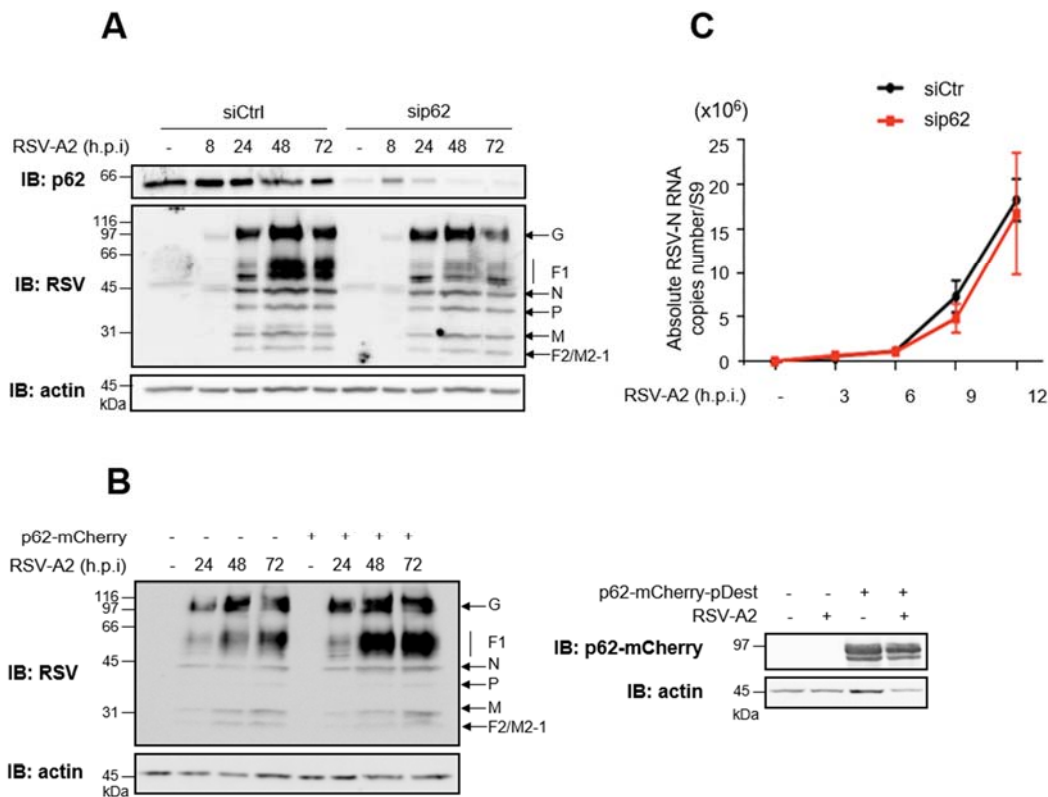 A
siCtrl sip62
RSV-A2 (h.p.i) - 8 24 48 72 - 8 24 48 72
IB: p62 66
IB: RSV 116 97 66 45 31
G
F1
N
P
M
F2/M2-1
IB: actin 45
kDa
C
siCtr
sip62
(x10⁶)
25
20
15
10
5
0
Absolute RSV-N RNA
copies number/S9
RSV-A2 (h.p.i.) - 3 6 9 12
B
p62-mCherry - - - - + + + +
RSV-A2 (h.p.i) - 24 48 72 - 24 48 72
IB: RSV 116 97 66 45 31
G
F1
N
P
M
F2/M2-1
IB: actin 45
kDa
p62-mCherry-pDest - - + +
RSV-A2 - + - +
IB: p62-mCherry 97
IB: actin 45
kDa